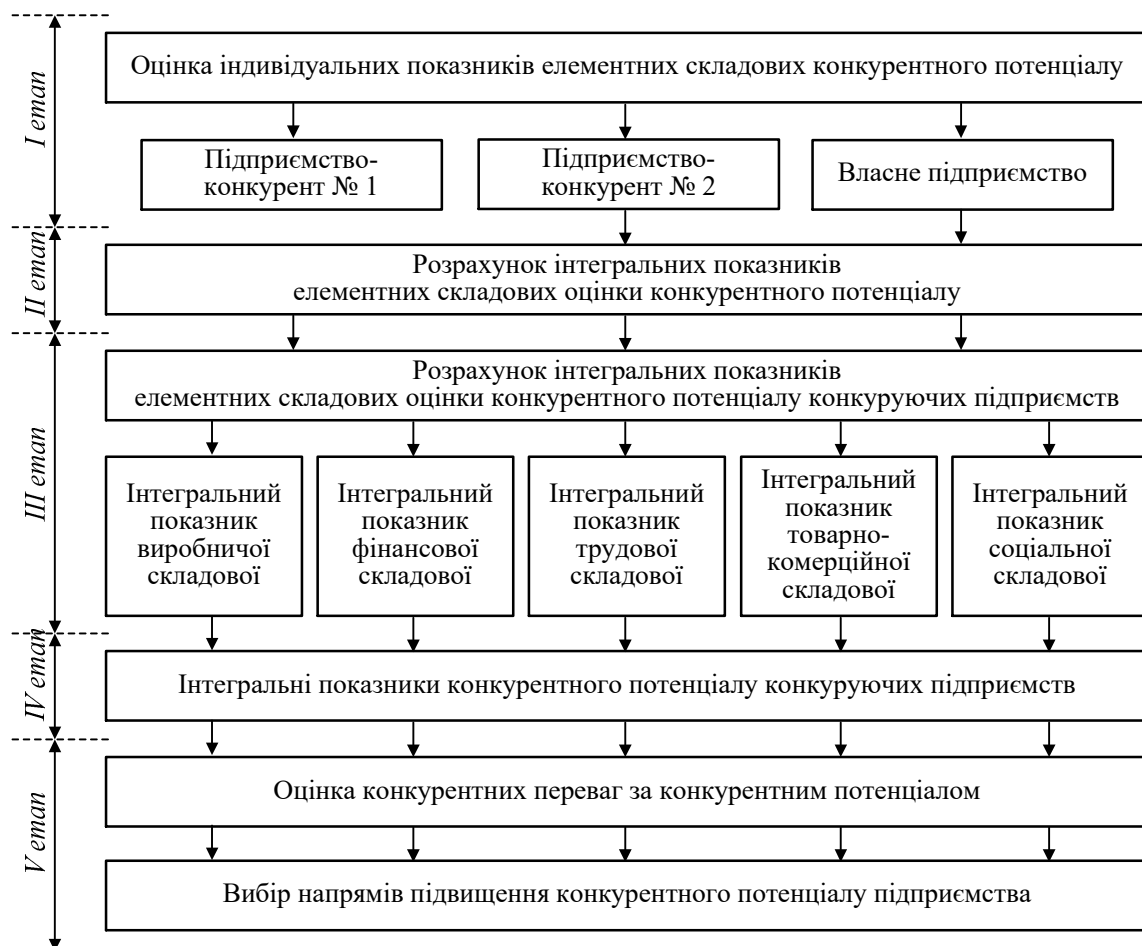 I етап
Оцінка індивідуальних показників елементних складових конкурентного потенціалу
Підприємство-
конкурент № 1
Підприємство-
конкурент № 2
Власне підприємство
II етап
Розрахунок інтегральних показників
елементних складових оцінки конкурентного потенціалу
III етап
Розрахунок інтегральних показників
елементних складових оцінки конкурентного потенціалу конкуруючих підприємств
Інтегральний
показник
виробничої
складової
Інтегральний
показник
фінансової
складової
Інтегральний
показник
трудової
складової
Інтегральний
показник
товарно-
комерційної
складової
Інтегральний
показник
соціальної
складової
IV етап
Інтегральні показники конкурентного потенціалу конкуруючих підприємств
V етап
Оцінка конкурентних переваг за конкурентним потенціалом
Вибір напрямів підвищення конкурентного потенціалу підприємства